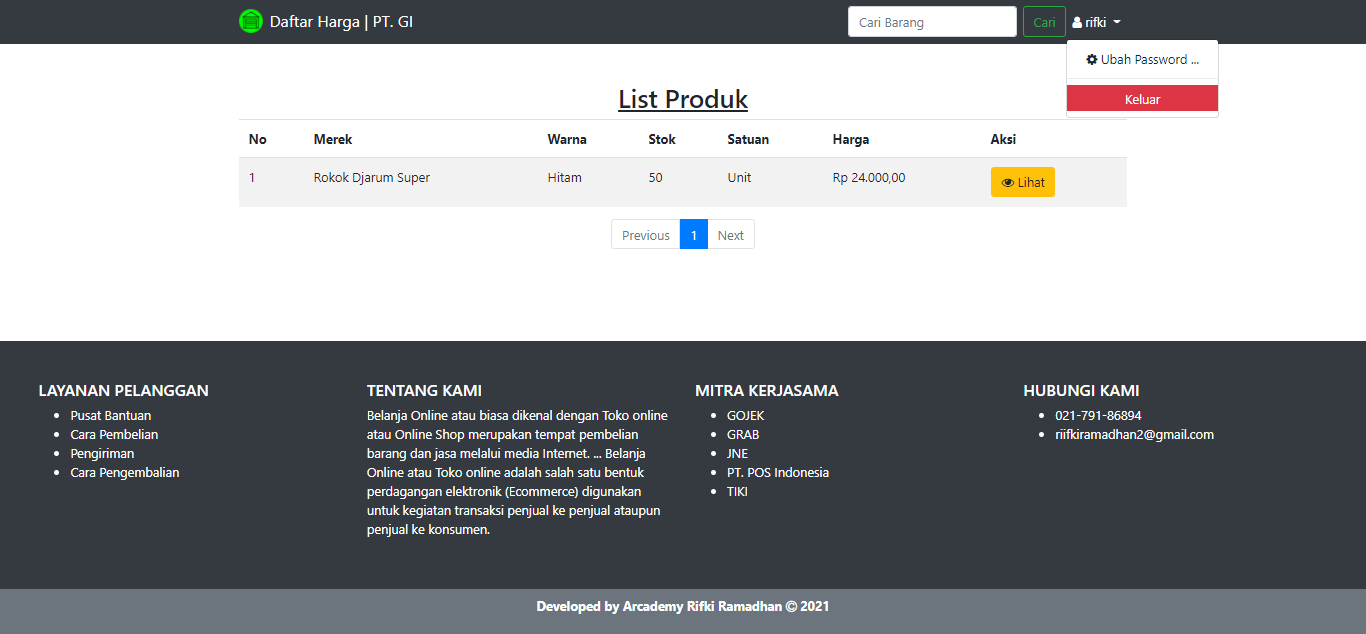 Daftar Harga | PT. GI
Cari Barang
Cari
rifki
Ubah Password ...
Keluar
List Produk
No Merek Warna Stok Satuan Harga Aksi
1 Rokok Djarum Super Hitam 50 Unit Rp 24.000,00 Lihat
Previous 1 Next
LAYANAN PELANGGAN
Pusat Bantuan
Cara Pembelian
Pengiriman
Cara Pengembalian
TENTANG KAMI
Belanja Online atau biasa dikenal dengan Toko online
atau Online Shop merupakan tempat pembelian
barang dan jasa melalui media Internet. ... Belanja
Online atau Toko online adalah salah satu bentuk
perdagangan elektronik (Ecommerce) digunakan
untuk kegiatan transaksi penjual ke penjual ataupun
penjual ke konsumen.
MITRA KERJASAMA
GOJEK
GRAB
JNE
PT. POS Indonesia
TIKI
HUBUNGI KAMI
021-791-86894
riifkiramadhan2@gmail.com
Developed by Arcademy Rifki Ramadhan © 2021